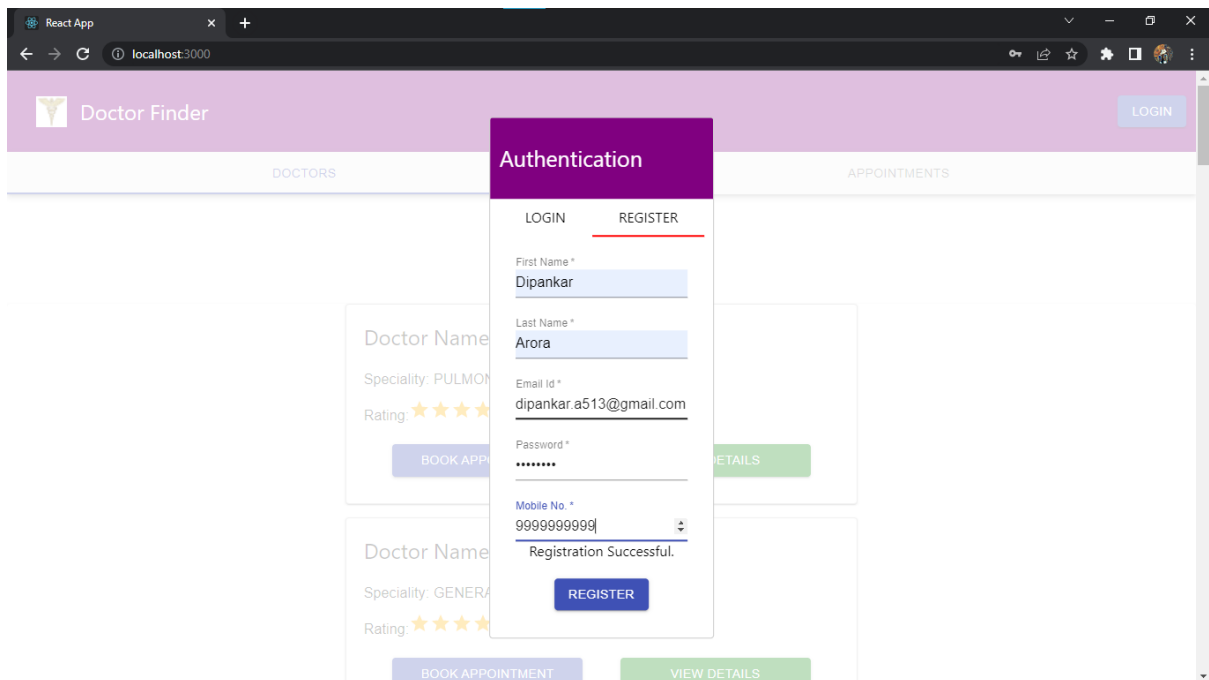 React App
localhost:3000
Doctor Finder
LOGIN
Authentication
DOCTORS
APPOINTMENTS
LOGIN REGISTER
First Name *
Dipankar
Last Name *
Arora
Email Id *
dipankar.a513@gmail.com
Password *
••••••••
Mobile No. *
9999999999
Registration Successful.
REGISTER
Doctor Name
Speciality: PULMON
Rating:
BOOK APP
DETAILS
Doctor Name
Speciality: GENERA
Rating:
BOOK APPOINTMENT
VIEW DETAILS